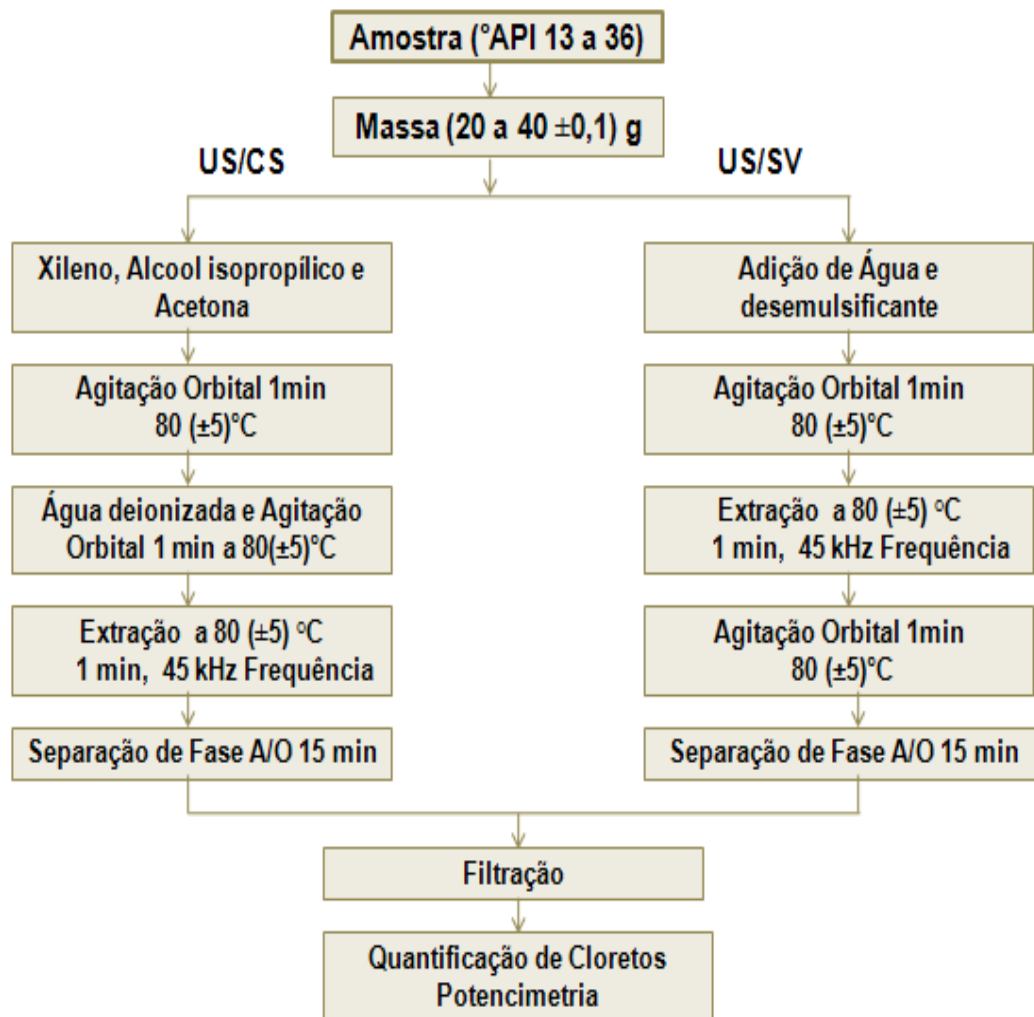 Amostra (°API 13 a 36)
Massa (20 a 40 ±0,1) g
US/CS
US/SV
Xileno, Alcool isopropílico e
Acetona
Agitação Orbital 1min
80 (±5)°C
Água deionizada e Agitação
Orbital 1 min a 80(±5)°C
Extração a 80 (±5) °C
1 min, 45 kHz Frequência
Separação de Fase A/O 15 min
Adição de Água e
desemulsificante
Agitação Orbital 1min
80 (±5)°C
Extração a 80 (±5) °C
1 min, 45 kHz Frequência
Agitação Orbital 1min
80 (±5)°C
Separação de Fase A/O 15 min
Filtração
Quantificação de Cloretos
Potencimetria